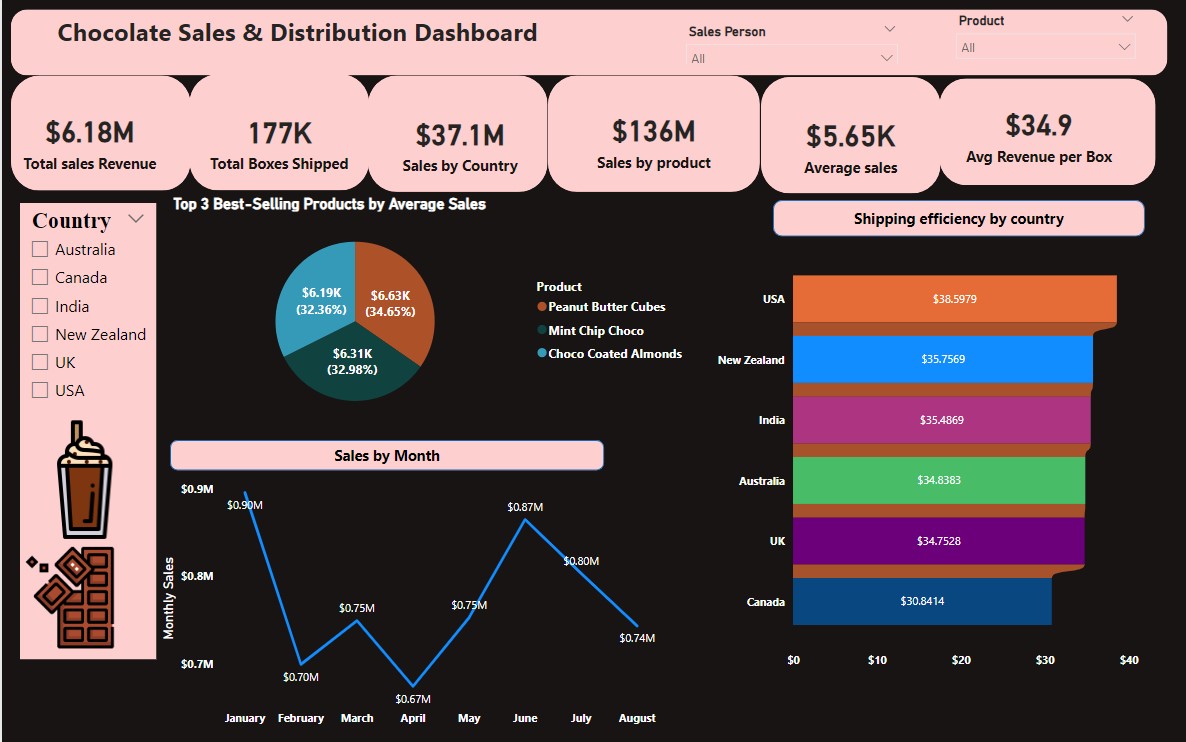 Chocolate Sales & Distribution Dashboard
Sales Person
All
Product
All
$6.18M
Total sales Revenue
177K
Total Boxes Shipped
$37.1M
Sales by Country
$136M
Sales by product
$5.65K
Average sales
$34.9
Avg Revenue per Box
Country
Australia
Canada
India
New Zealand
UK
USA
Top 3 Best-Selling Products by Average Sales
$6.19K
(32.36%)
$6.63K
(34.65%)
$6.31K
(32.98%)
Product
Peanut Butter Cubes
Mint Chip Choco
Choco Coated Almonds
Sales by Month
Monthly Sales
$0.9M
$0.8M
$0.7M
$0.90M
$0.70M
$0.75M
$0.67M
$0.75M
$0.87M
$0.80M
$0.74M
January February March April May June July August
Shipping efficiency by country
USA $38.5979
New Zealand $35.7569
India $35.4869
Australia $34.8383
UK $34.7528
Canada $30.8414
$0 $10 $20 $30 $40